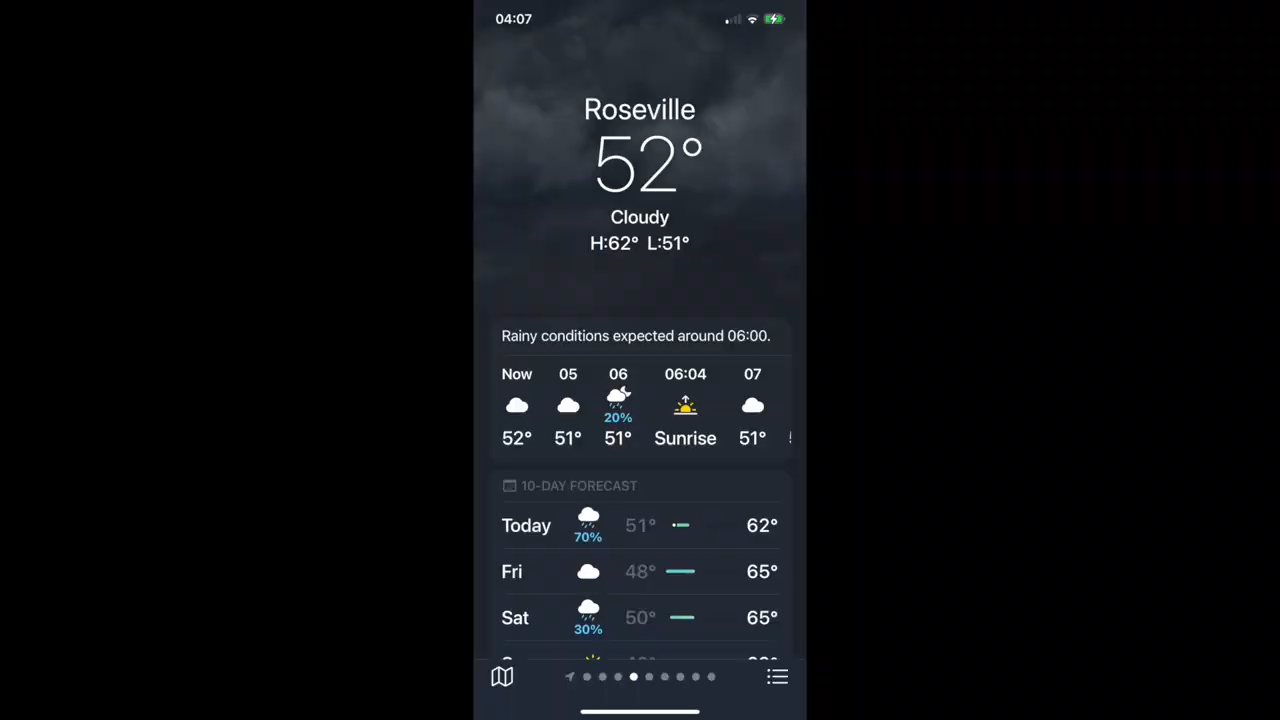 04:07
Roseville
52°
Cloudy
H:62° L:51°
Rainy conditions expected around 06:00.
Now 05 06 06:04 07
20%
52° 51° 51° Sunrise 51°
10-DAY FORECAST
Today 51° 62°
70%
Fri 48° 65°
Sat 50° 65°
30%